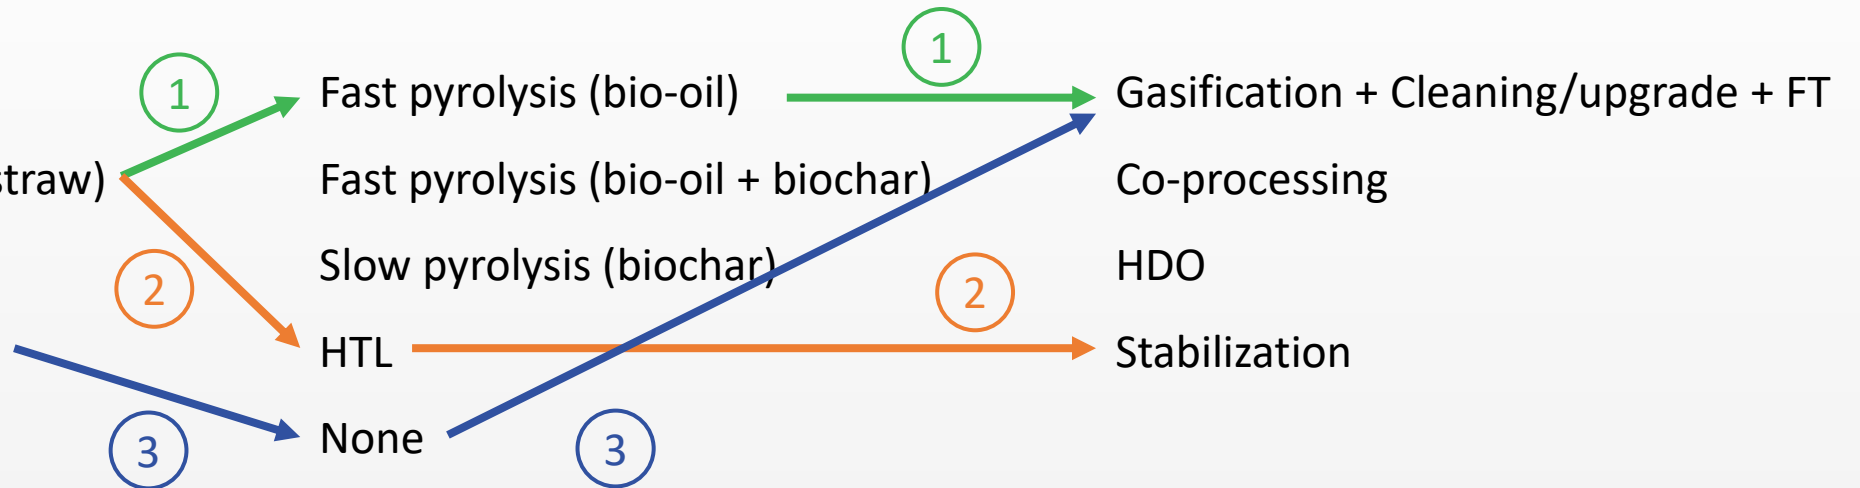 1
1
Fast pyrolysis (bio-oil)
Gasification + Cleaning/upgrade + FT
straw)
Fast pyrolysis (bio-oil + biochar)
Co-processing
Slow pyrolysis (biochar)
HDO
2
2
HTL
Stabilization
None
3
3